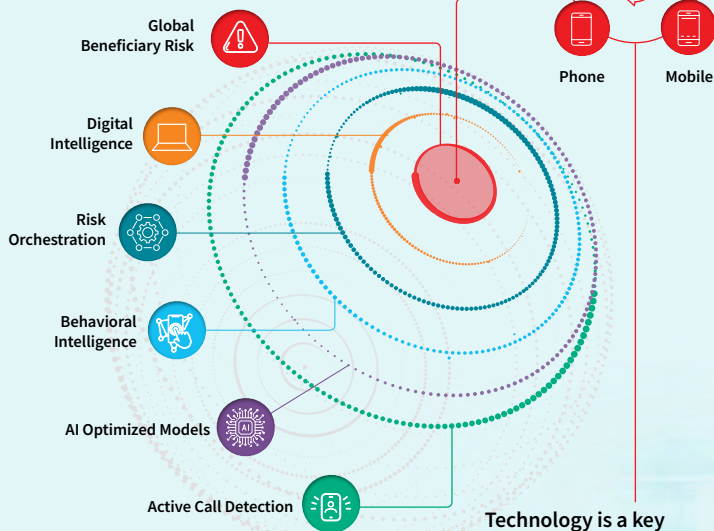 Global
Beneficiary Risk
Phone
Mobile
Digital
Intelligence
Risk
Orchestration
Behavioral
Intelligence
AI Optimized Models
AI
Active Call Detection
Technology is a key